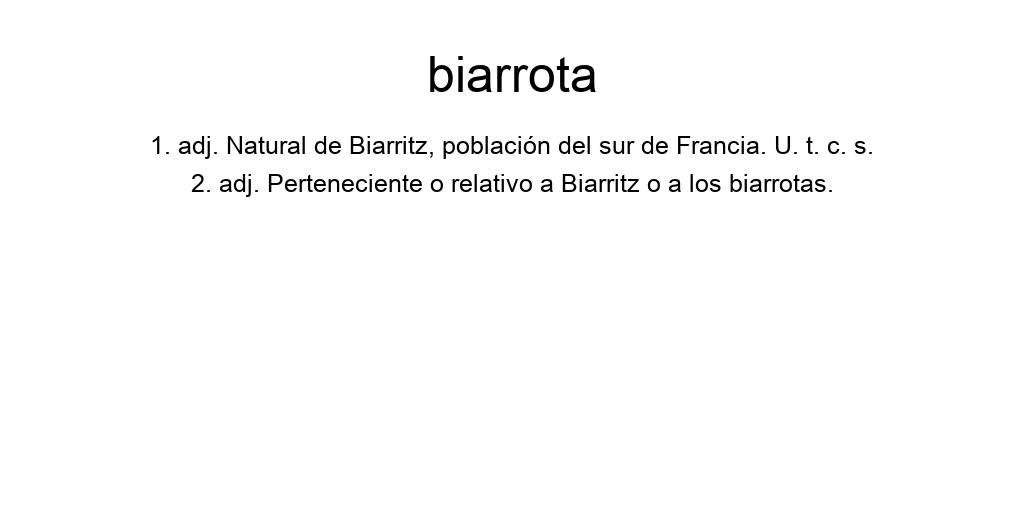 biarrota
1. adj. Natural de Biarritz, población del sur de Francia. U. t. c. s.
2. adj. Perteneciente o relativo a Biarritz o a los biarrotas.